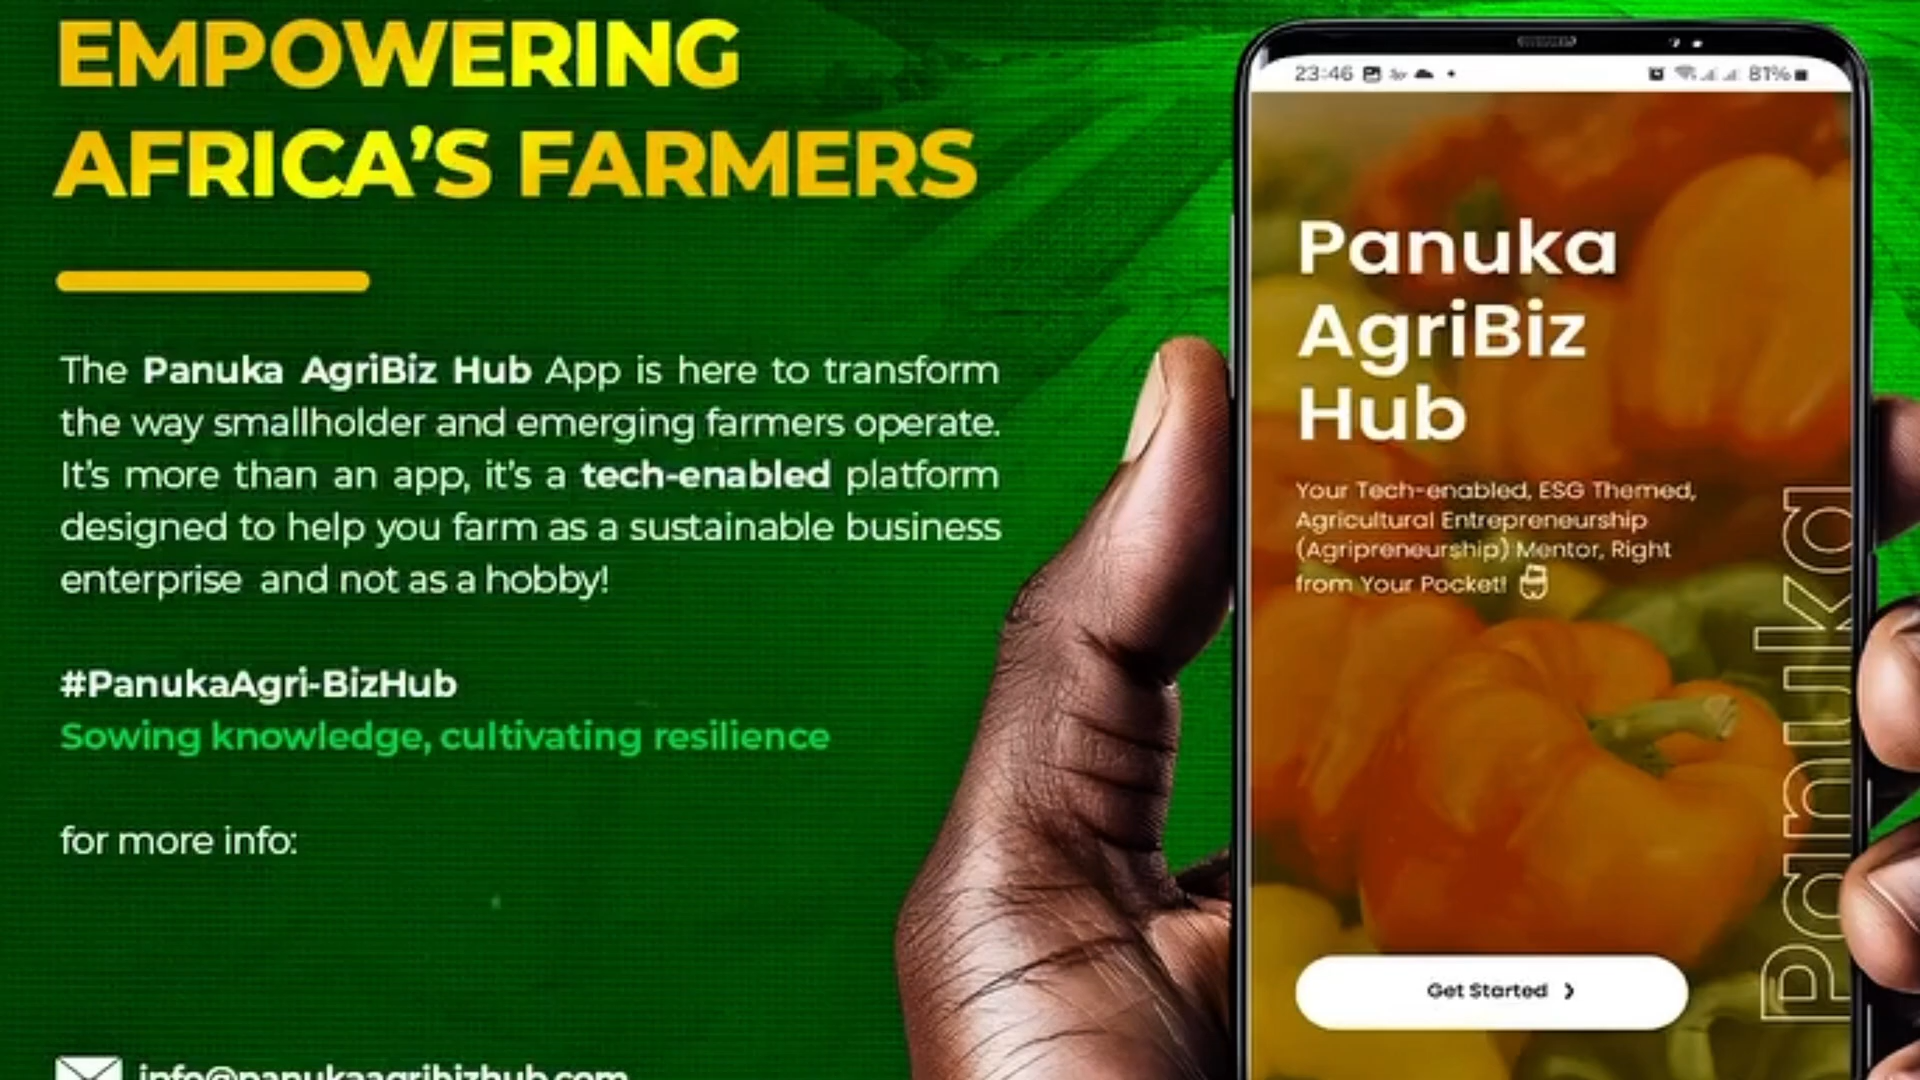 EMPOWERING
AFRICA'S FARMERS
The Panuka AgriBiz Hub App is here to transform
the way smallholder and emerging farmers operate.
It's more than an app, it's a tech-enabled platform
designed to help you farm as a sustainable business
enterprise and not as a hobby!
#PanukaAgri-BizHub
Sowing knowledge, cultivating resilience
for more info:
info@panukaagribizhub.com
23:46
81%
Panuka
AgriBiz
Hub
Your Tech-enabled, ESG Themed,
Agricultural Entrepreneurship
(Agripreneurship) Mentor, Right
from Your Pocket!
Panuka
Get Started